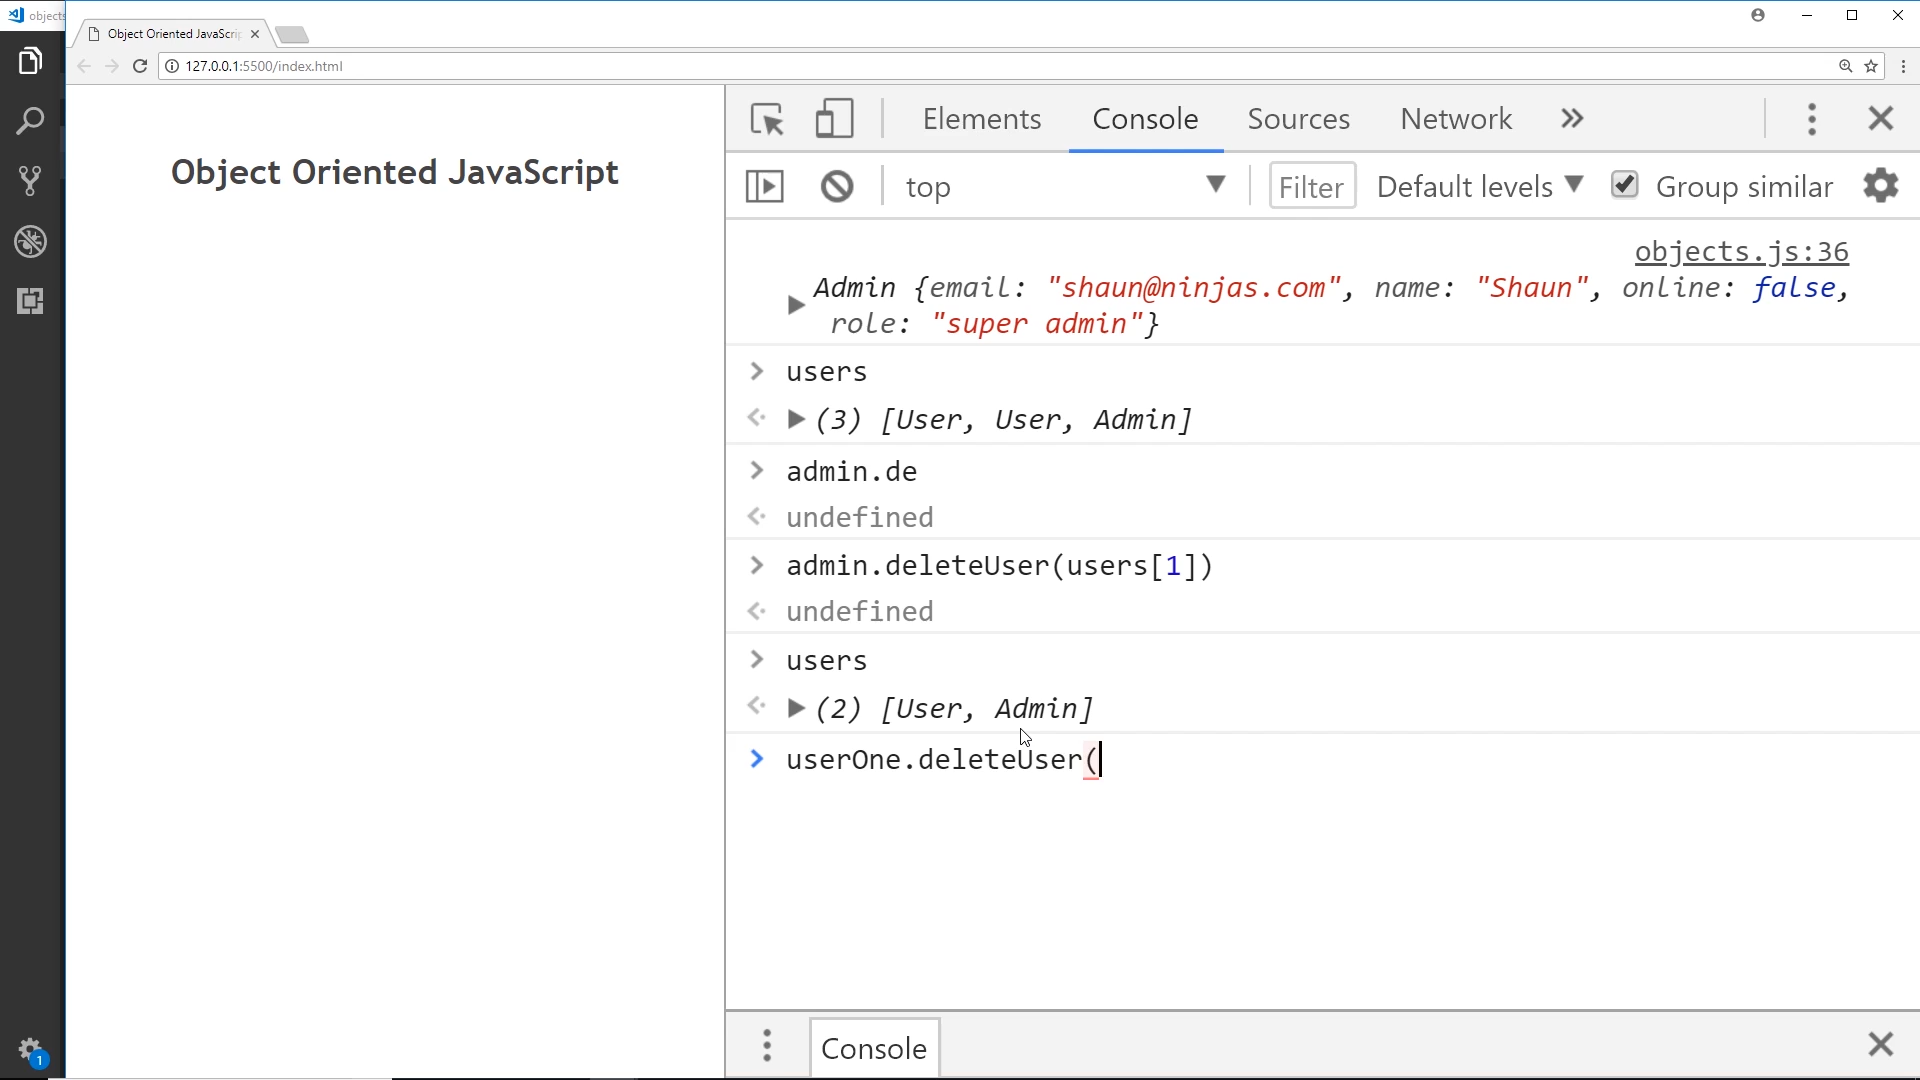 objects
Object Oriented JavaScrip
127.0.0.1:5500/index.html
Object Oriented JavaScript
Elements Console Sources Network
top Filter Default levels Group similar
objects.js:36
Admin {email: "shaun@ninjas.com", name: "Shaun", online: false,
role: "super admin"}
> users
(3) [User, User, Admin]
> admin.de
undefined
> admin.deleteUser(users[1])
undefined
> users
(2) [User, Admin]
> userOne.deleteUser(
Console
1